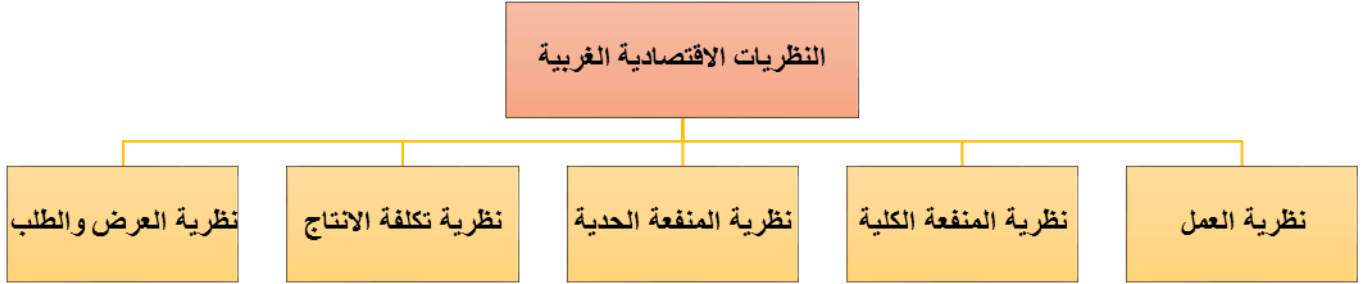 النظريات الاقتصادية الغربية
نظرية العمل
نظرية المنفعة الكلية
نظرية المنفعة الحدية
نظرية تكلفة الانتاج
نظرية العرض والطلب